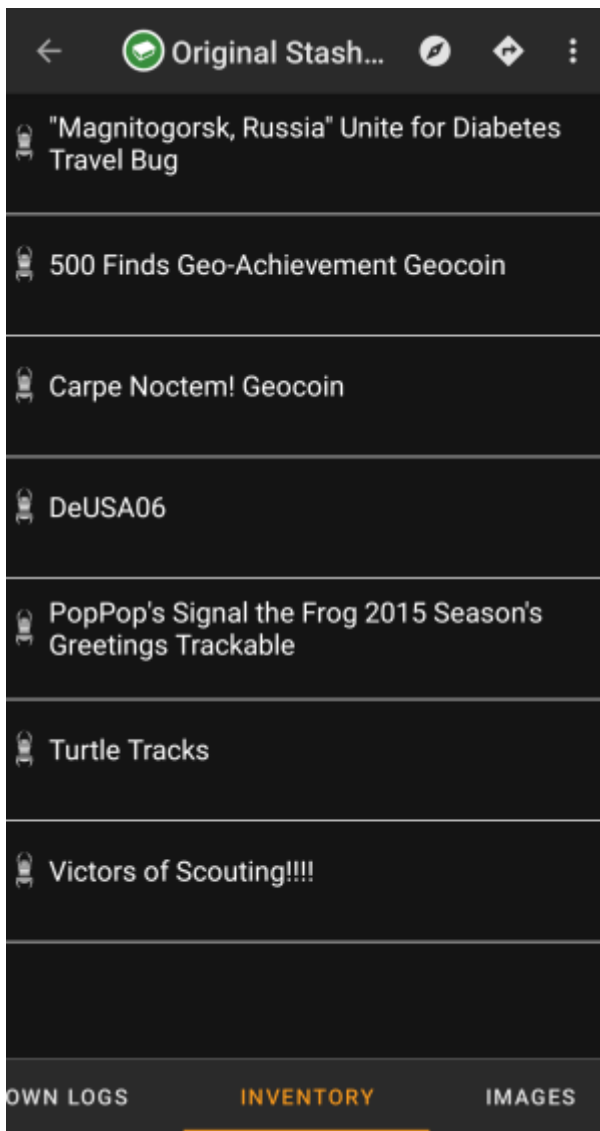 Original Stash...
"Magnitogorsk, Russia" Unite for Diabetes
Travel Bug
500 Finds Geo-Achievement Geocoin
Carpe Noctem! Geocoin
DeUSA06
PopPop's Signal the Frog 2015 Season's
Greetings Trackable
Turtle Tracks
Victors of Scouting!!!!
OWN LOGS INVENTORY IMAGES